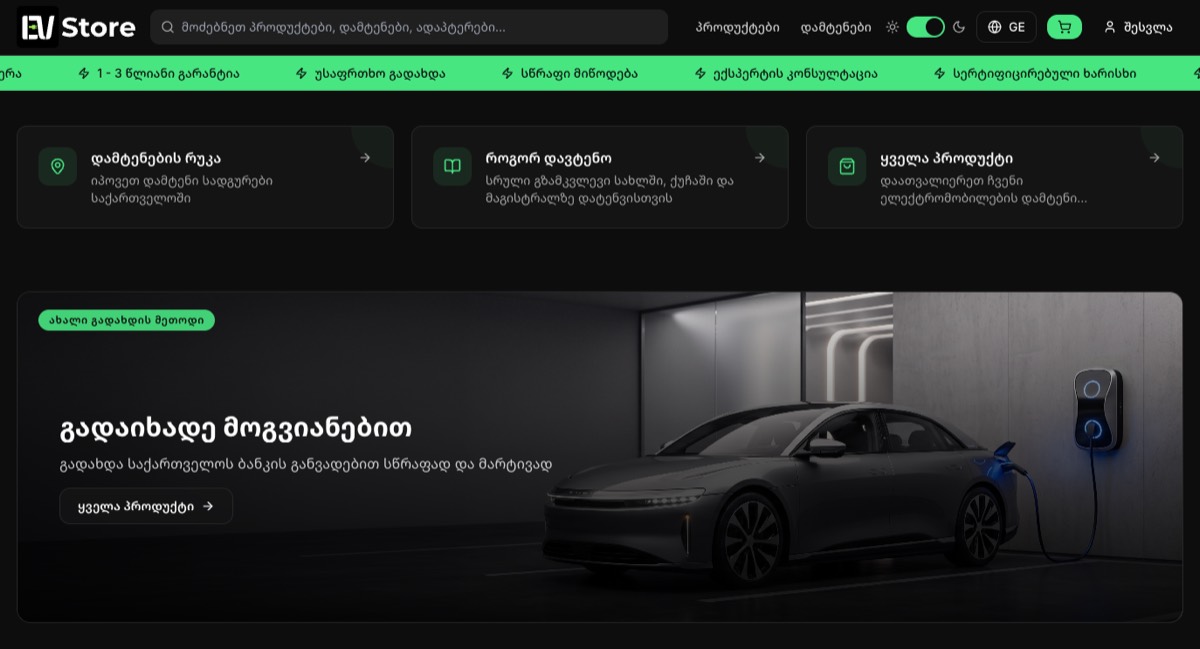 EV Store
მოძებნეთ პროდუქტები, დამტენები, ადაპტერები...
პროდუქტები
დამტენები
GE
შესვლა
ერა
1 - 3 წლიანი გარანტია
უსაფრთხო გადახდა
სწრაფი მიწოდება
ექსპერტის კონსულტაცია
სერტიფიცირებული ხარისხი
დამტენების რუკა
იპოვეთ დამტენი სადგურები
საქართველოში
როგორ დავტენო
სრული გზამკვლევი სახლში, ქუჩაში და
მაგისტრალზე დატენვისთვის
ყველა პროდუქტი
დაათვალიერეთ ჩვენი
ელექტრომობილების დამტენი...
ახალი გადახდის მეთოდი
გადაიხადე მოგვიანებით
გადახდა საქართველოს ბანკის განვადებით სწრაფად და მარტივად
ყველა პროდუქტი